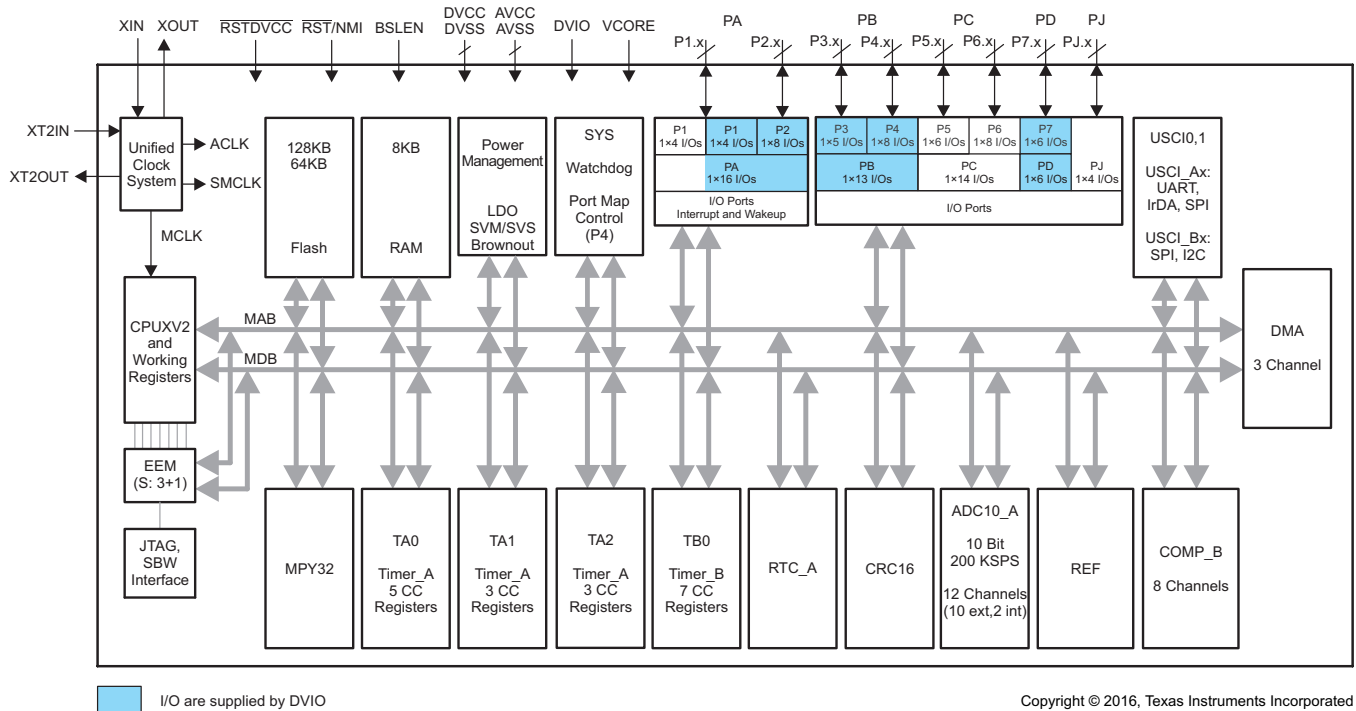 XIN
XOUT
RSTDVCC
RST/NMI
BSLEN
DVCC
DVSS
AVCC
AVSS
DVIO
VCORE
PA
P1.x
P2.x
PB
P3.x
P4.x
PC
P5.x
P6.x
PD
P7.x
PJ
PJ.x
XT2IN
XT2OUT
Unified
Clock
System
ACLK
SMCLK
MCLK
128KB
64KB
Flash
8KB
RAM
Power
Management
LDO
SVM/SVS
Brownout
SYS
Watchdog
Port Map
Control
(P4)
P1
1×4 I/Os
P1
1×4 I/Os
P2
1×8 I/Os
PA
1×16 I/Os
I/O Ports
Interrupt and Wakeup
P3
1×5 I/Os
P4
1×8 I/Os
P5
1×6 I/Os
P6
1×8 I/Os
P7
1×6 I/Os
PB
1×13 I/Os
PC
1×14 I/Os
PD
1×6 I/Os
PJ
1×4 I/Os
I/O Ports
USCI0,1
USCI_Ax:
UART,
IrDA, SPI
USCI_Bx:
SPI, I2C
CPUXV2
and
Working
Registers
MAB
MDB
DMA
3 Channel
EEM
(S: 3+1)
JTAG,
SBW
Interface
MPY32
TA0
Timer_A
5 CC
Registers
TA1
Timer_A
3 CC
Registers
TA2
Timer_A
3 CC
Registers
TB0
Timer_B
7 CC
Registers
RTC_A
CRC16
ADC10_A
10 Bit
200 KSPS
12 Channels
(10 ext,2 int)
REF
COMP_B
8 Channels
I/O are supplied by DVIO
Copyright © 2016, Texas Instruments Incorporated